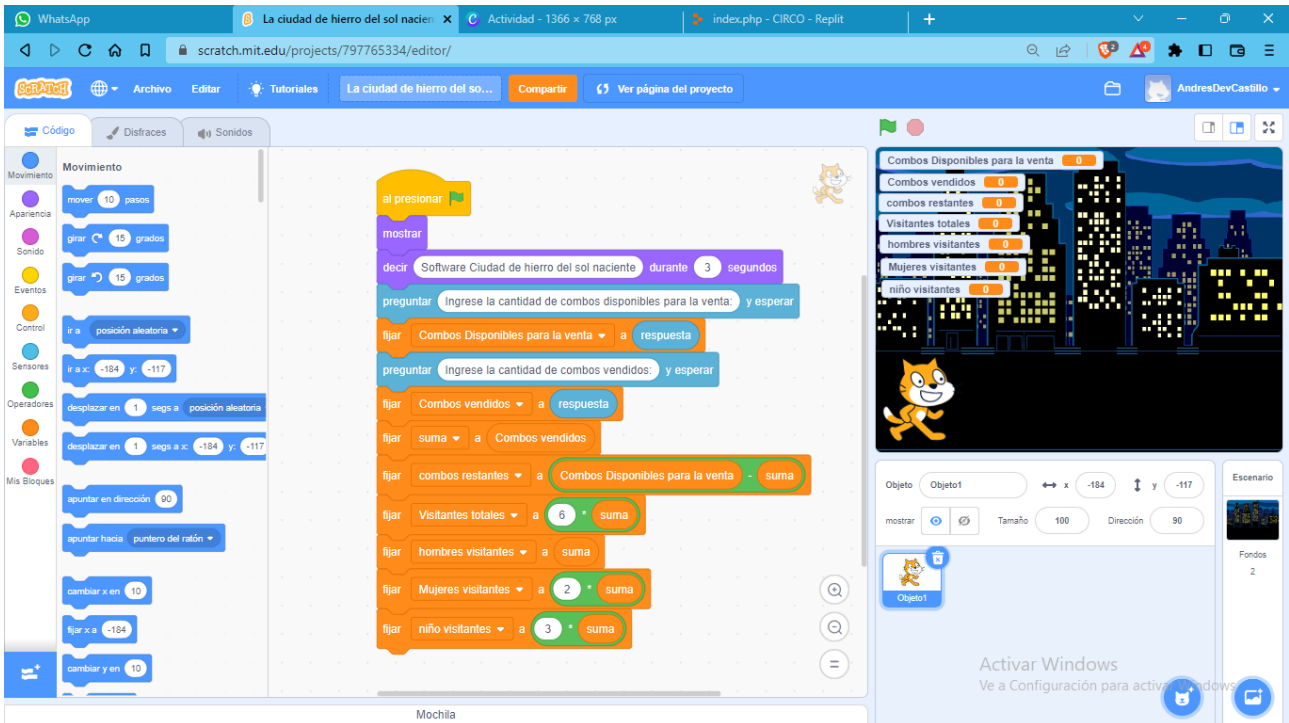 WhatsApp
La ciudad de hierro del sol nacien
Actividad - 1366 × 768 px
index.php - CIRCO - Replit
scratch.mit.edu/projects/797765334/editor/
2
4
SCRATCH
Archivo
Editar
Tutoriales
La ciudad de hierro del so...
Compartir
Ver página del proyecto
AndresDevCastillo
Código
Disfraces
Sonidos
Movimiento
Apariencia
Sonido
Eventos
Control
Sensores
Operadores
Variables
Mis Bloques
Movimiento
mover 10 pasos
girar 15 grados
girar 15 grados
ir a posición aleatoria
ir a x: -184 y: -117
desplazar en 1 segs a posición aleatoria
desplazar en 1 segs a x: -184 y: -117
apuntar en dirección 90
apuntar hacia puntero del ratón
cambiar x en 10
fijar x a -184
cambiar y en 10
al presionar
mostrar
decir Software Ciudad de hierro del sol naciente durante 3 segundos
preguntar Ingrese la cantidad de combos disponibles para la venta: y esperar
fijar Combos Disponibles para la venta a respuesta
preguntar Ingrese la cantidad de combos vendidos: y esperar
fijar Combos vendidos a respuesta
fijar suma a Combos vendidos
fijar combos restantes a Combos Disponibles para la venta - suma
fijar Visitantes totales a 6 * suma
fijar hombres visitantes a suma
fijar Mujeres visitantes a 2 * suma
fijar niño visitantes a 3 * suma
Mochila
Combos Disponibles para la venta 0
Combos vendidos 0
combos restantes 0
Visitantes totales 0
hombres visitantes 0
Mujeres visitantes 0
niño visitantes 0
Objeto Objeto1 x -184 y -117
mostrar Tamaño 100 Dirección 90
Objeto1
Escenario
Fondos
2
Activar Windows
Ve a Configuración para activar Windows